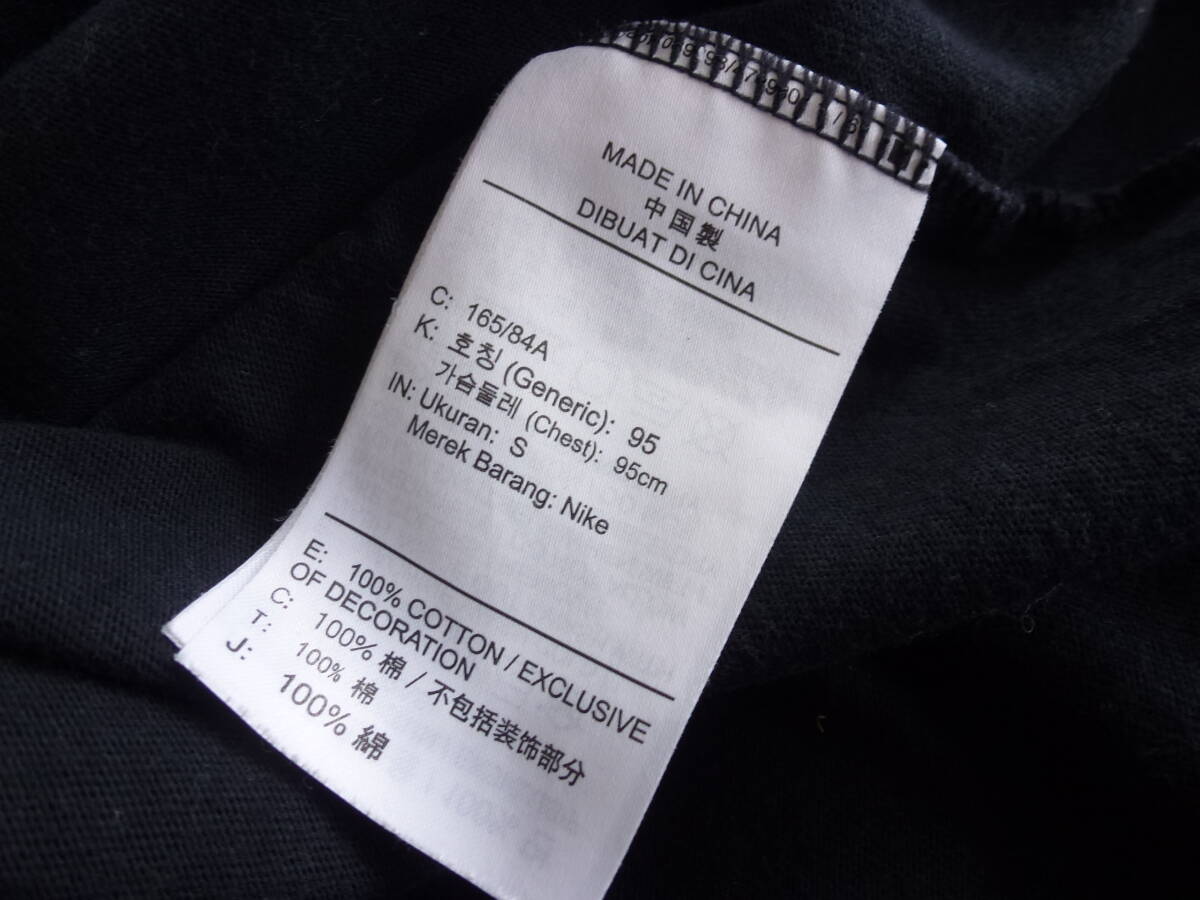 MADE IN CHINA
中国製
DIBUAT DI CINA
C: 165/84A
K: 호칭 (Generic): 95
가슴둘레 (Chest): 95cm
IN: Ukuran: S
Merek Barang: Nike
E: 100% COTTON / EXCLUSIVE
OF DECORATION
C: 100% 棉 / 不包括装饰部分
T: 100% 棉
J: 100% 綿